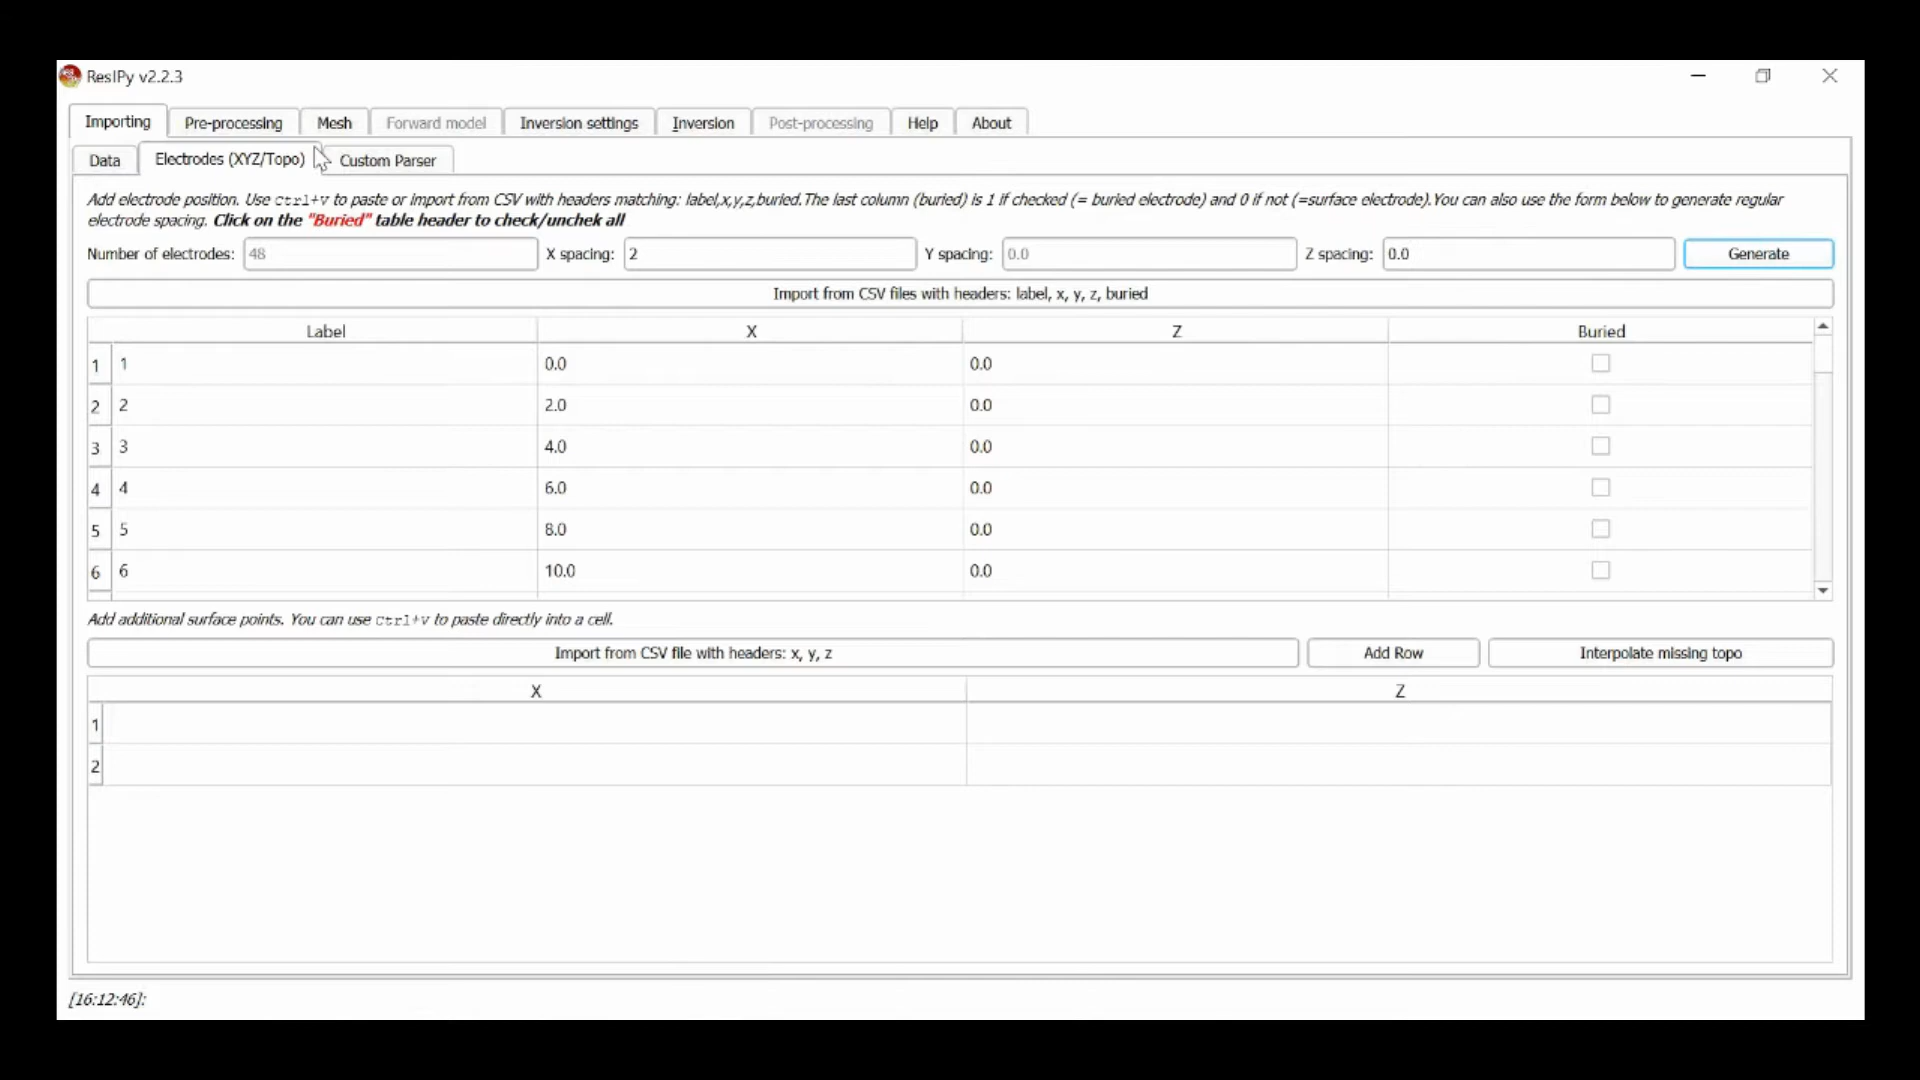 ResIPy v2.2.3
Importing Pre-processing Mesh Forward model Inversion settings Inversion Post-processing Help About
Data Electrodes (XYZ/Topo) Custom Parser
Add electrode position. Use ctrl+v to paste or import from CSV with headers matching: label,x,y,z,buried.The last column (buried) is 1 if checked (= buried electrode) and 0 if not (=surface electrode).You can also use the form below to generate regular
electrode spacing. Click on the "Buried" table header to check/unchek all
Number of electrodes: 48 X spacing: 2 Y spacing: 0.0 Z spacing: 0.0 Generate
Import from CSV files with headers: label, x, y, z, buried
Label X Z Buried
1 1 0.0 0.0
2 2 2.0 0.0
3 3 4.0 0.0
4 4 6.0 0.0
5 5 8.0 0.0
6 6 10.0 0.0
Add additional surface points. You can use ctrl+v to paste directly into a cell.
Import from CSV file with headers: x, y, z Add Row Interpolate missing topo
X Z
1
2
[16:12:46]: